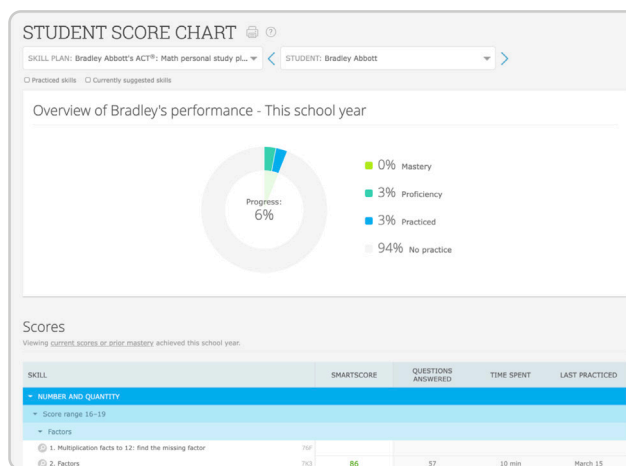 STUDENT SCORE CHART
SKILL PLAN: Bradley Abbott's ACT®: Math personal study pl... STUDENT: Bradley Abbott
Practiced skills Currently suggested skills
Overview of Bradley's performance - This school year
Progress:
6%
0% Mastery
3% Proficiency
3% Practiced
94% No practice
Scores
Viewing current scores or prior mastery achieved this school year.
SKILL SMARTSCORE QUESTIONS ANSWERED TIME SPENT LAST PRACTICED
NUMBER AND QUANTITY
Score range 16–19
Factors
1. Multiplication facts to 12: find the missing factor
2. Factors 86 57 10 min March 15